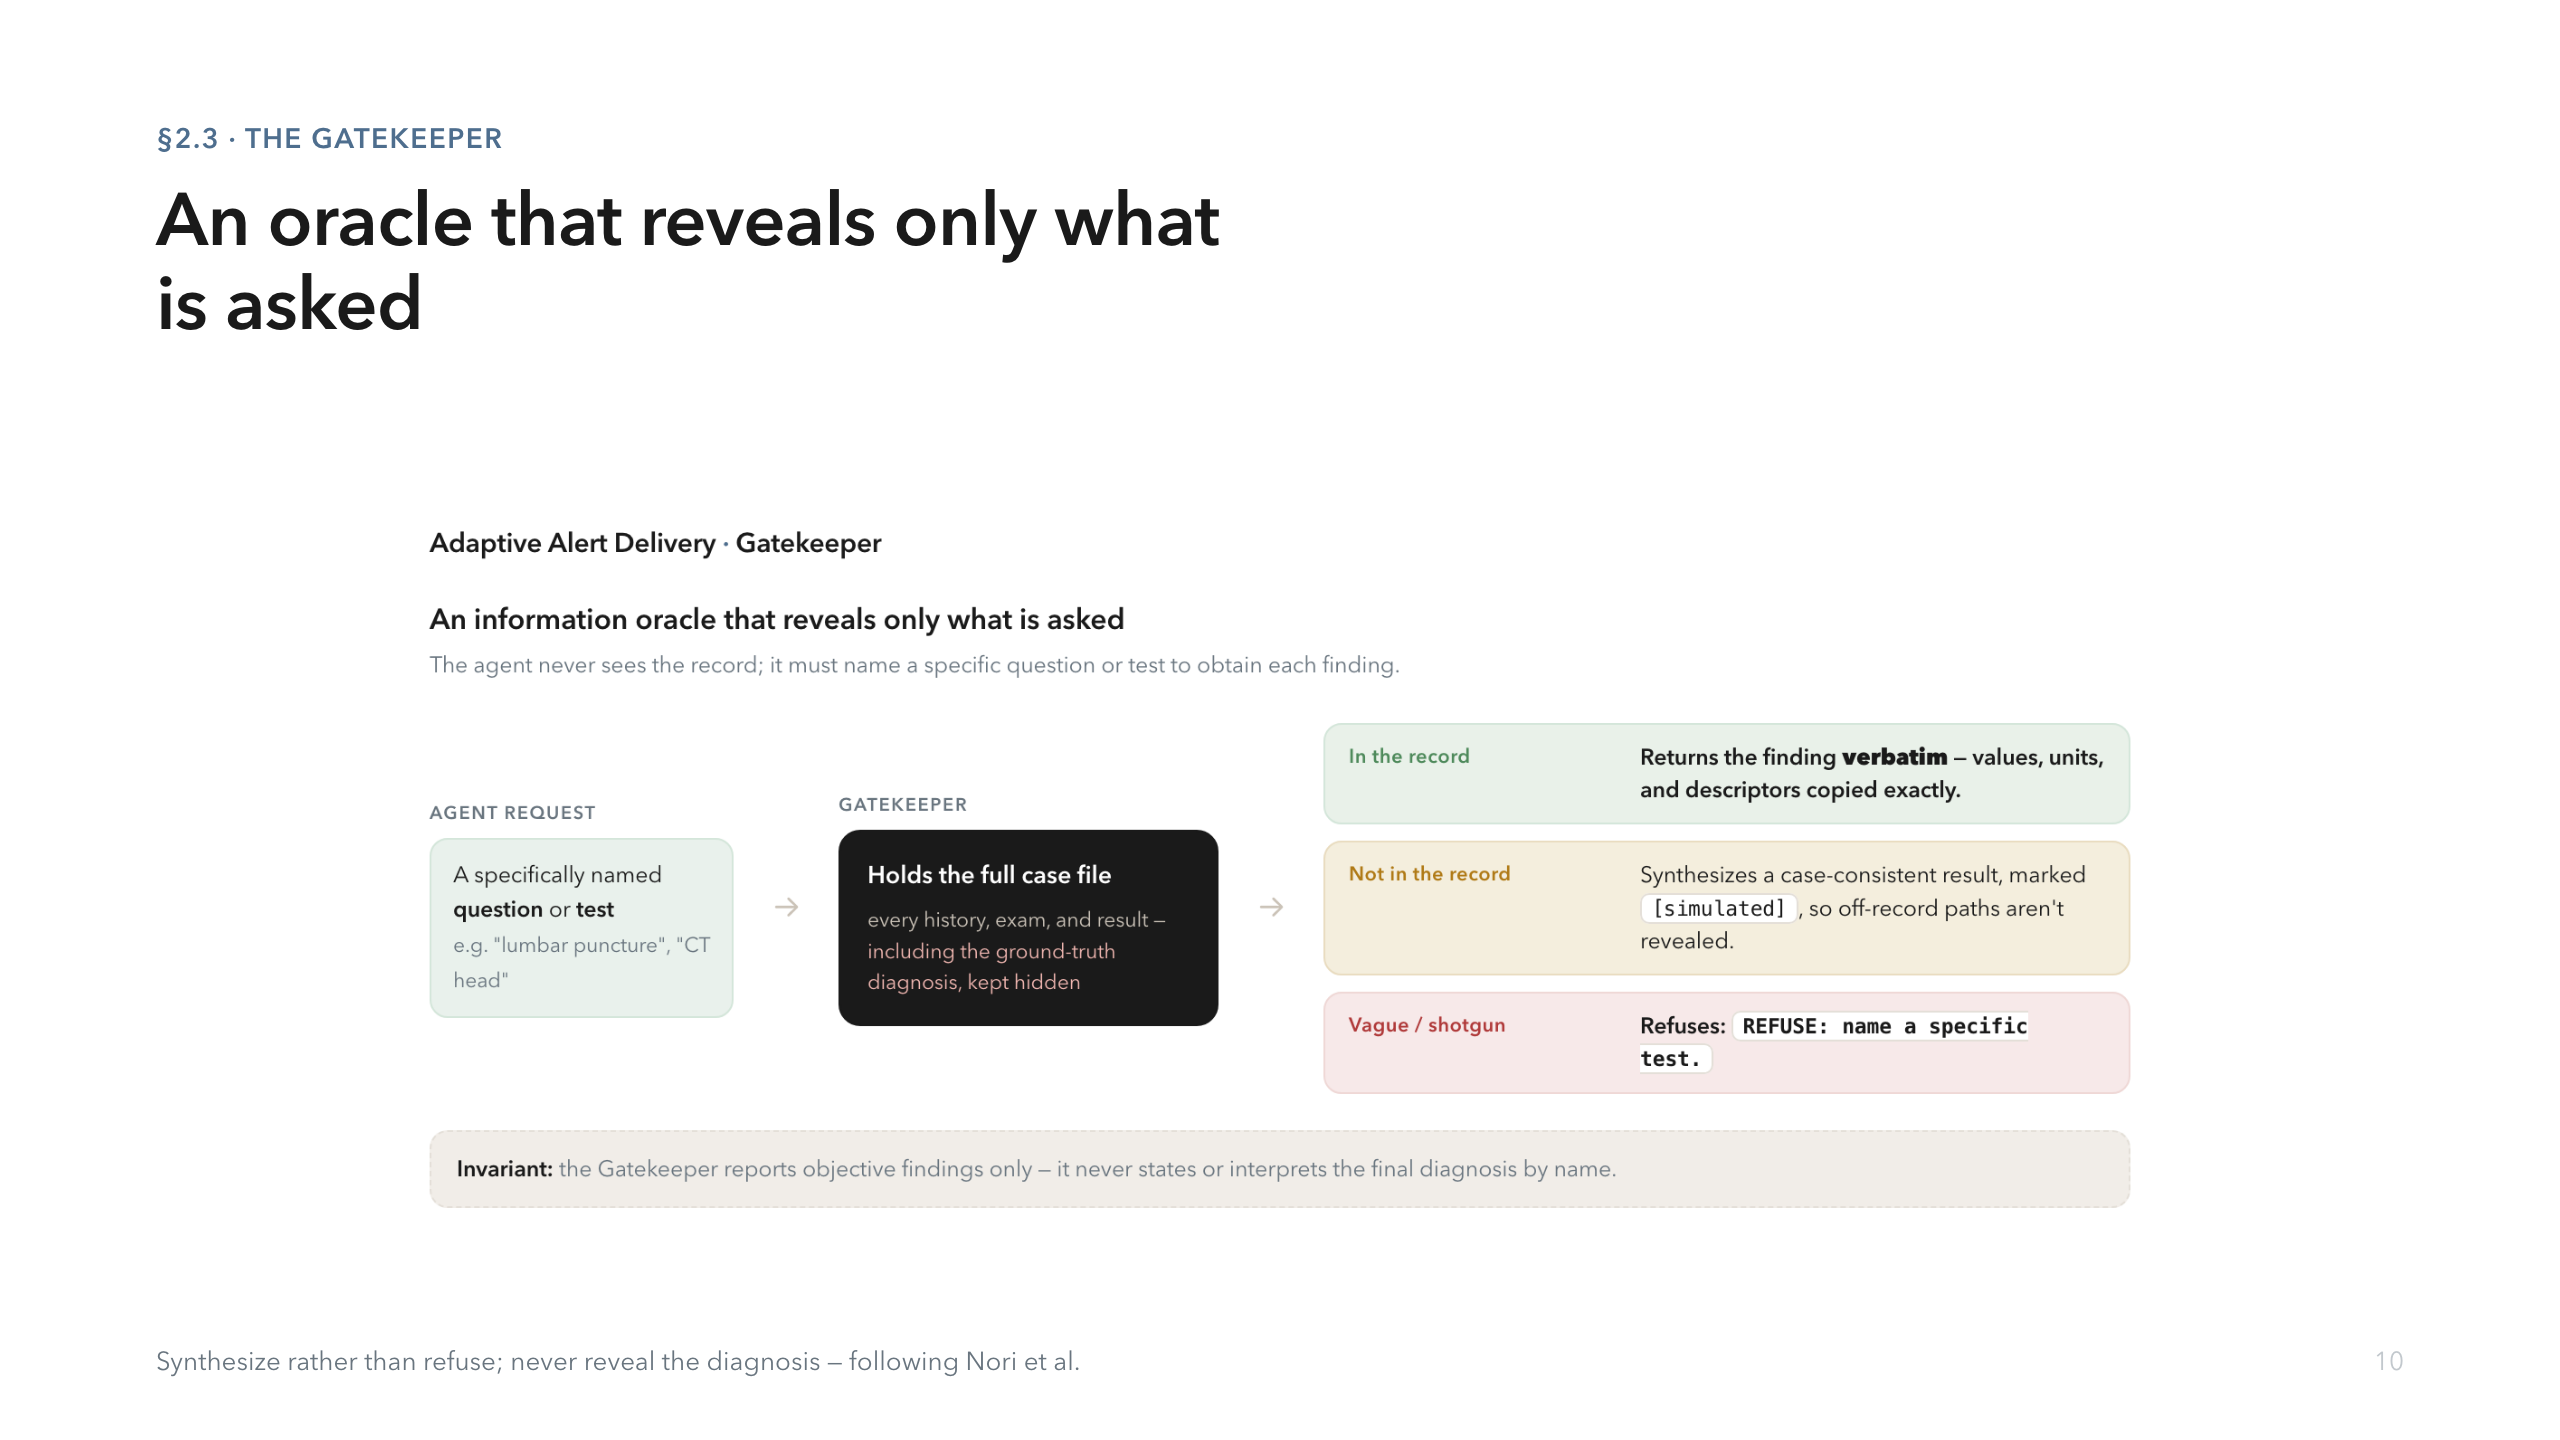 §2.3 · THE GATEKEEPER
An oracle that reveals only what
is asked
Adaptive Alert Delivery · Gatekeeper
An information oracle that reveals only what is asked
The agent never sees the record; it must name a specific question or test to obtain each finding.
AGENT REQUEST
A specifically named
question or test
e.g. "lumbar puncture", "CT
head"
→
GATEKEEPER
Holds the full case file
every history, exam, and result –
including the ground-truth
diagnosis, kept hidden
→
In the record
Returns the finding verbatim – values, units,
and descriptors copied exactly.
Not in the record
Synthesizes a case-consistent result, marked
[simulated], so off-record paths aren't
revealed.
Vague / shotgun
Refuses: REFUSE: name a specific
test.
Invariant: the Gatekeeper reports objective findings only – it never states or interprets the final diagnosis by name.
Synthesize rather than refuse; never reveal the diagnosis – following Nori et al.
10